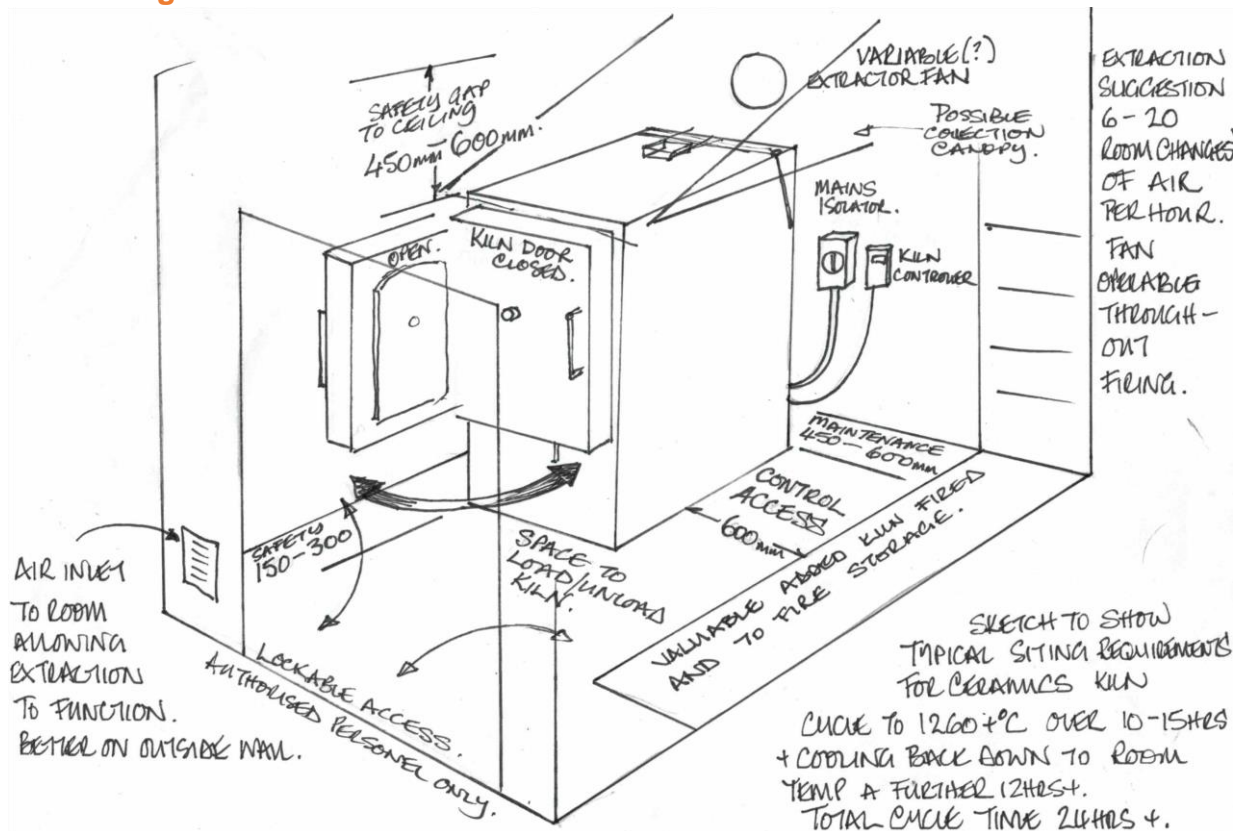 SAFETY GAP
TO CEILING
450mm-600mm.
VARIABLE(?)
EXTRACTOR FAN
POSSIBLE
COLLECTION
CANOPY.
EXTRACTION
SUGGESTION
6-20
ROOM CHANGES
OF AIR
PER HOUR.
FAN
OPERABLE
THROUGH-
OUT
FIRING.
MAINS
ISOLATOR.
KILN
CONTROLLER
OPEN.
KILN DOOR
CLOSED.
MAINTENANCE
450-600mm
CONTROL
ACCESS
600mm
SAFETY
150-300
SPACE TO
LOAD/UNLOAD
KILN.
VALUABLE ADDED KILN FIRED
AND TO FIRE STORAGE.
LOCKABLE ACCESS.
AUTHORISED PERSONEL ONLY.
AIR INLET
TO ROOM
ALLOWING
EXTRACTION
TO FUNCTION.
BETTER ON OUTSIDE WALL.
SKETCH TO SHOW
TYPICAL SITING REQUIREMENTS
FOR CERAMICS KILN
CYCLE TO 1260+°C OVER 10-15HRS
+ COOLING BACK DOWN TO ROOM
TEMP A FURTHER 12HRS+.
TOTAL CYCLE TIME 24HRS +.